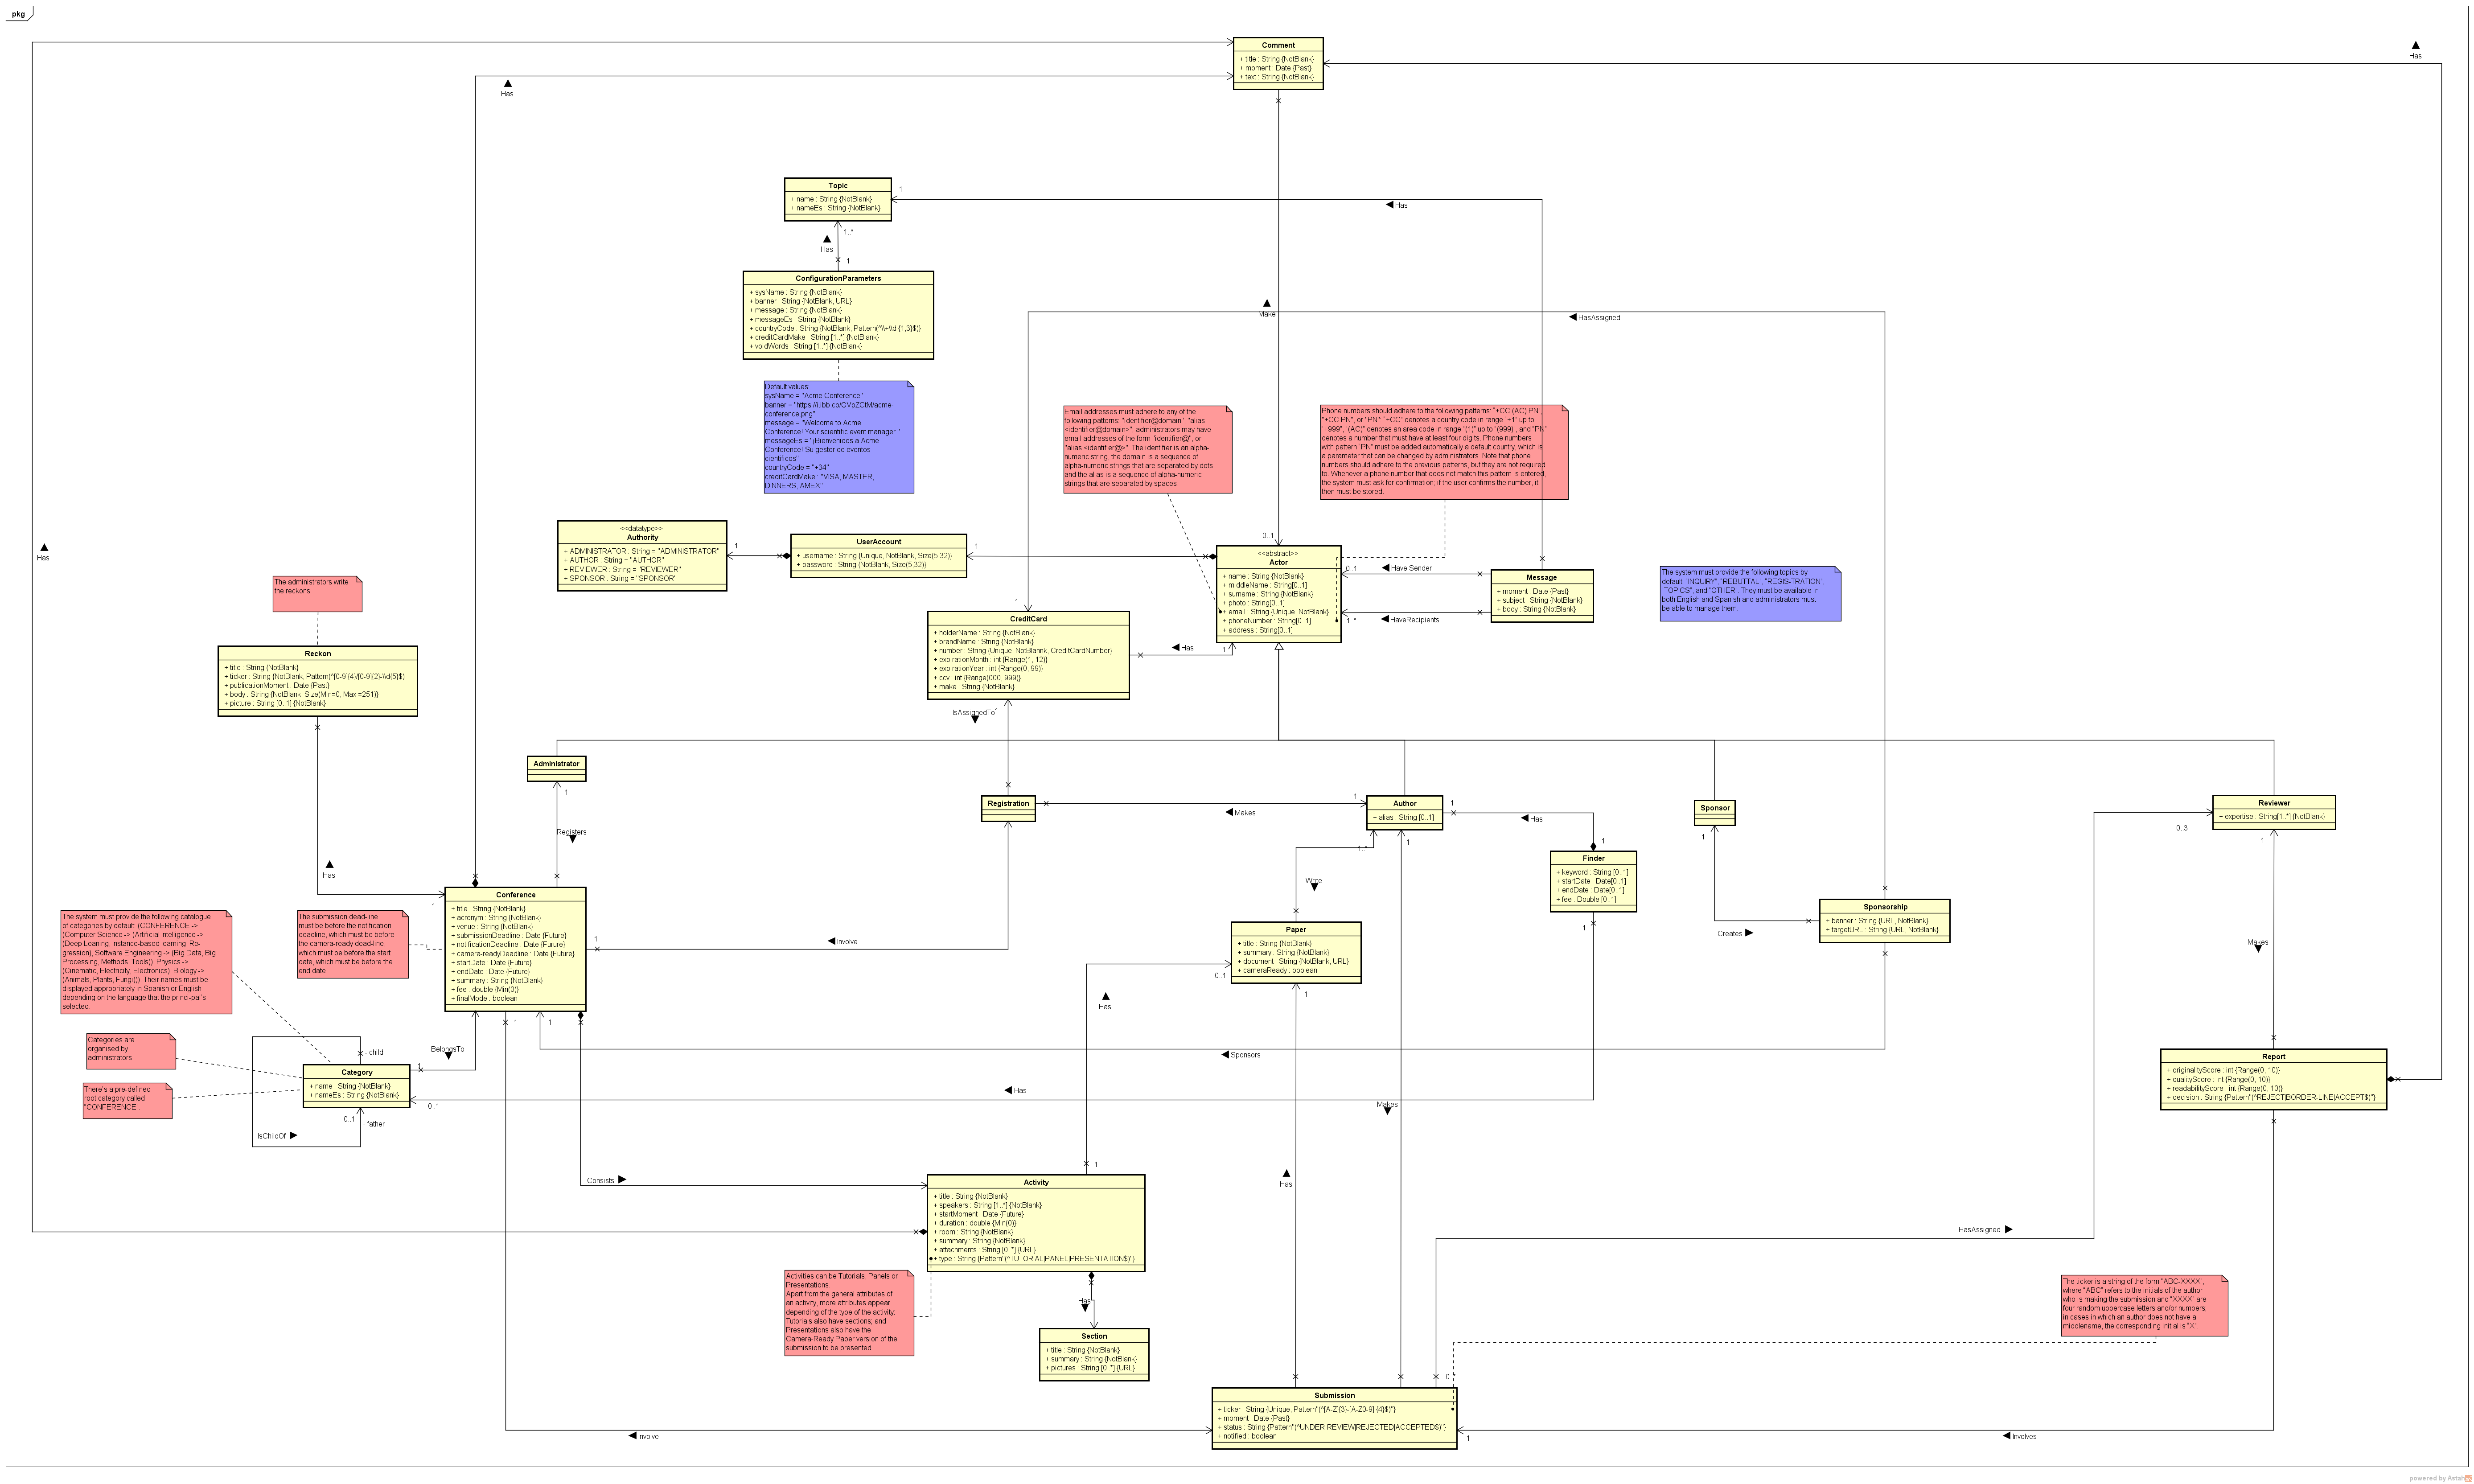 pkg
Comment
+ title : String {NotBlank}
+ moment : Date {Past}
+ text : String {NotBlank}
Has
Has
Topic
+ name : String {NotBlank}
+ nameEs : String {NotBlank}
1
Has
1..*
Has
1
ConfigurationParameters
+ sysName : String {NotBlank}
+ banner : String {NotBlank, URL}
+ message : String {NotBlank}
+ messageEs : String {NotBlank}
+ countryCode : String {NotBlank, Pattern(^\\+\\d {1,3}$)}
+ creditCardMake : String [1..*] {NotBlank}
+ voidWords : String [1..*] {NotBlank}
Make
HasAssigned
Default values:
sysName = "Acme Conference"
banner = "https://i.ibb.co/GVpZCtM/acme-
conference.png"
message = "Welcome to Acme
Conference! Your scientific event manager "
messageEs = "¡Bienvenidos a Acme
Conference! Su gestor de eventos
científicos"
countryCode = "+34"
creditCardMake : "VISA, MASTER,
DINNERS, AMEX"
Email addresses must adhere to any of the
following patterns: "identifier@domain", "alias
<identifier@domain>"; administrators may have
email addresses of the form "identifier@", or
"alias <identifier@>". The identifier is an alpha-
numeric string, the domain is a sequence of
alpha-numeric strings that are separated by dots,
and the alias is a sequence of alpha-numeric
strings that are separated by spaces.
Phone numbers should adhere to the following patterns: "+CC (AC) PN",
"+CC PN", or "PN": "+CC" denotes a country code in range "+1" up to
"+999", "(AC)" denotes an area code in range "(1)" up to "(999)", and "PN"
denotes a number that must have at least four digits. Phone numbers
with pattern "PN" must be added automatically a default country, which is
a parameter that can be changed by administrators. Note that phone
numbers should adhere to the previous patterns, but they are not required
to. Whenever a phone number that does not match this pattern is entered,
the system must ask for confirmation; if the user confirms the number, it
then must be stored.
<<datatype>>
Authority
+ ADMINISTRATOR : String = "ADMINISTRATOR"
+ AUTHOR : String = "AUTHOR"
+ REVIEWER : String = "REVIEWER"
+ SPONSOR : String = "SPONSOR"
1
UserAccount
+ username : String {Unique, NotBlank, Size(5,32)}
+ password : String {NotBlank, Size(5,32)}
1
0..1
<<abstract>>
Actor
+ name : String {NotBlank}
+ middleName : String[0..1]
+ surname : String {NotBlank}
+ photo : String[0..1]
+ email : String {Unique, NotBlank}
+ phoneNumber : String[0..1]
+ address : String[0..1]
0..1
Have Sender
1..*
HaveRecipients
Message
+ moment : Date {Past}
+ subject : String {NotBlank}
+ body : String {NotBlank}
The system must provide the following topics by
default: "INQUIRY", "REBUTTAL", "REGIS-TRATION",
"TOPICS", and "OTHER". They must be available in
both English and Spanish and administrators must
be able to manage them.
Has
The administrators write
the reckons
Reckon
+ title : String {NotBlank}
+ ticker : String {NotBlank, Pattern(^[0-9]{4}/[0-9]{2}-\\d{5}$)
+ publicationMoment : Date {Past}
+ body : String {NotBlank, Size(Min=0, Max =251)}
+ picture : String [0..1] {NotBlank}
1
CreditCard
+ holderName : String {NotBlank}
+ brandName : String {NotBlank}
+ number : String {Unique, NotBlannk, CreditCardNumber}
+ expirationMonth : int {Range(1, 12)}
+ expirationYear : int {Range(0, 99)}
+ ccv : int {Range(000, 999)}
+ make : String {NotBlank}
Has
1
IsAssignedTo
1
Administrator
1
Registers
Registration
1
Makes
Author
+ alias : String [0..1]
1
Has
1
1..*
1
Finder
+ keyword : String [0..1]
+ startDate : Date[0..1]
+ endDate : Date[0..1]
+ fee : Double [0..1]
1
Sponsor
1
Reviewer
+ expertise : String[1..*] {NotBlank}
0..3
1
Write
Has
1
Conference
+ title : String {NotBlank}
+ acronym : String {NotBlank}
+ venue : String {NotBlank}
+ submissionDeadline : Date {Future}
+ notificationDeadline : Date {Furure}
+ camera-readyDeadline : Date {Future}
+ startDate : Date {Future}
+ endDate : Date {Future}
+ summary : String {NotBlank}
+ fee : double {Min(0)}
+ finalMode : boolean
1
Involve
Sponsorship
+ banner : String {URL, NotBlank}
+ targetURL : String {URL, NotBlank}
Creates
Paper
+ title : String {NotBlank}
+ summary : String {NotBlank}
+ document : String {NotBlank, URL}
+ cameraReady : boolean
0..1
1
Has
Makes
The system must provide the following catalogue
of categories by default: (CONFERENCE ->
(Computer Science -> (Artificial Intelligence ->
(Deep Leaning, Instance-based learning, Re-
gression), Software Engineering -> (Big Data, Big
Processing, Methods, Tools)), Physics ->
(Cinematic, Electricity, Electronics), Biology ->
(Animals, Plants, Fungi))). Their names must be
displayed appropriately in Spanish or English
depending on the language that the princi-pal's
selected.
The submission dead-line
must be before the notification
deadline, which must be before
the camera-ready dead-line,
which must be before the start
date, which must be before the
end date.
Categories are
organised by
administrators
There's a pre-defined
root category called
"CONFERENCE".
- child
BelongsTo
1
1
1
Sponsors
Category
+ name : String {NotBlank}
+ nameEs : String {NotBlank}
0..1
Has
0..1
- father
IsChildOf
Makes
Report
+ originalityScore : int {Range(0, 10)}
+ qualityScore : int {Range(0, 10)}
+ readabilityScore : int {Range(0, 10)}
+ decision : String {Pattern"(^REJECT|BORDER-LINE|ACCEPT$)"}
Consists
1
Activity
+ title : String {NotBlank}
+ speakers : String [1..*] {NotBlank}
+ startMoment : Date {Future}
+ duration : double {Min(0)}
+ room : String {NotBlank}
+ summary : String {NotBlank}
+ attachments : String [0..*] {URL}
+ type : String {Pattern"(^TUTORIAL|PANEL|PRESENTATION$)"}
Has
HasAssigned
Activities can be Tutorials, Panels or
Presentations.
Apart from the general attributes of
an activity, more attributes appear
depending of the type of the activity:
Tutorials also have sections, and
Presentations also have the
Camera-Ready Paper version of the
submission to be presented
Has
Section
+ title : String {NotBlank}
+ summary : String {NotBlank}
+ pictures : String [0..*] {URL}
The ticker is a string of the form "ABC-XXXX",
where "ABC" refers to the initials of the author
who is making the submission and "XXXX" are
four random uppercase letters and/or numbers;
in cases in which an author does not have a
middlename, the corresponding initial is "X".
Submission
+ ticker : String {Unique, Pattern"(^[A-Z]{3}-[A-Z0-9] {4}$)"}
+ moment : Date {Past}
+ status : String {Pattern"(^UNDER-REVIEW|REJECTED|ACCEPTED$)"}
+ notified : boolean
Involve
1
Involves
powered by Astah